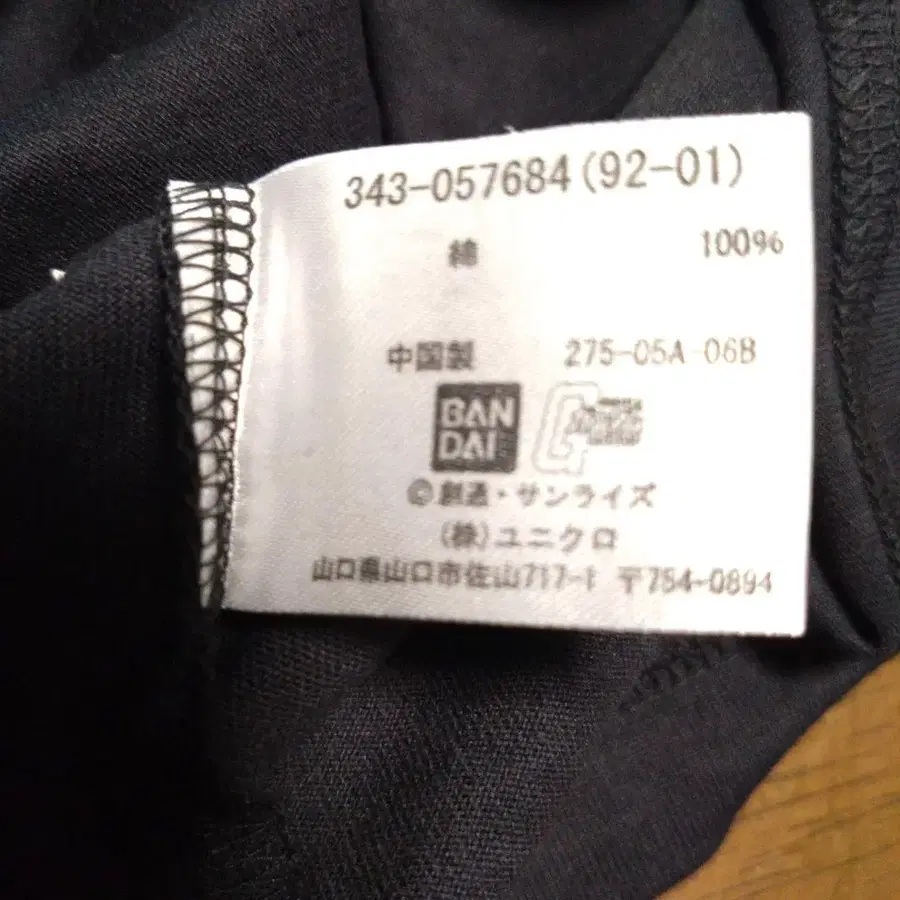 343-057684(92-01)
綿 100%
中国製 275-05A-06B
BAN
DAI
©創通・サンライズ
(株)ユニクロ
山口県山口市佐山717-1 〒754-0894